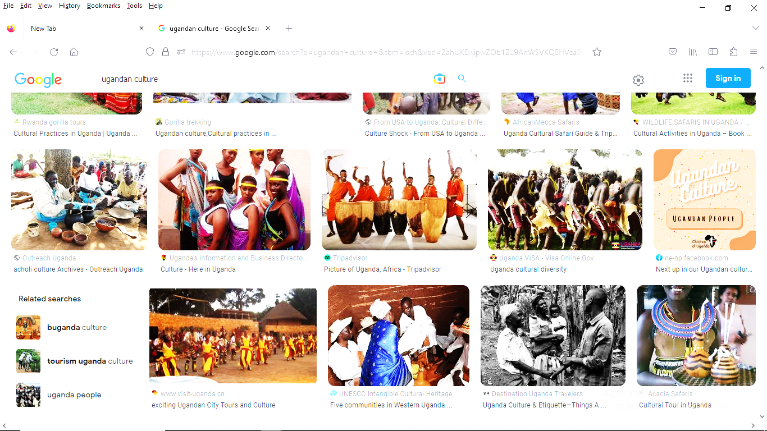 File Edit View History Bookmarks Tools Help
New Tab
ugandan culture - Google Sear
https://www.google.com/search?q=ugandan+culture
Google
ugandan culture
Sign in
Rwanda gorilla tours
Cultural Practices in Uganda | Uganda ...
Gorilla trekking
Ugandan culture,Cultural practices in ...
From USA to Uganda, Cultural Diffe..
Culture Shock - From USA to Uganda ...
AfricanMecca Safaris
Uganda Cultural Safari Guide & Trip...
WILDLIFE SAFARIS IN UGANDA /
Cultural Activities in Uganda – Book ...
Outreach Uganda
acholi culture Archives - Outreach Uganda
Uganda's Information and Business Directo..
Culture - Here in Uganda
Tripadvisor
Picture of Uganda, Africa - Tripadvisor
Uganda VISA - Visa Online Gov
Uganda cultural diversity
Ugandan
Culture
UGANDAN PEOPLE
ne-np.facebook.com
Next up in our Ugandan cultur...
Related searches
buganda culture
tourism uganda culture
uganda people
www.visituganda.cn
exciting Ugandan City Tours and Culture
UNESCO Intangible Cultural Heritage
Five communities in Western Uganda ...
Destination Uganda Travelers
Uganda Culture & Etiquette—Things A ...
Acacia Safaris
Cultural Tour in Uganda